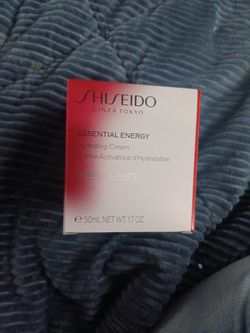 SHISEIDO
GINZA TOKYO
ESSENTIAL ENERGY
Hydrating Cream
Crème Activatrice d'Hydratation
e 50mL NET WT.1.7 OZ.